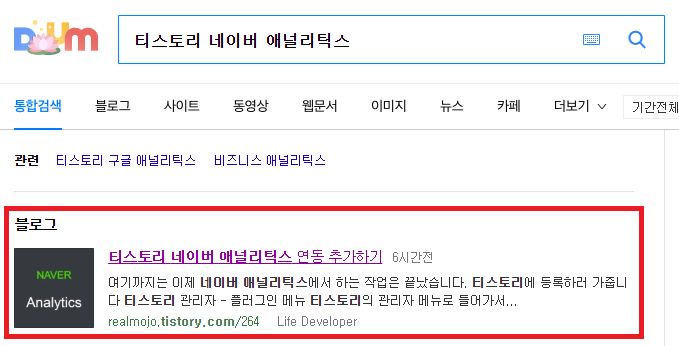 Daum
티스토리 네이버 애널리틱스
통합검색 블로그 사이트 동영상 웹문서 이미지 뉴스 카페 더보기 기간전체
관련 티스토리 구글 애널리틱스 비즈니스 애널리틱스
블로그
티스토리 네이버 애널리틱스 연동 추가하기 6시간전
NAVER
Analytics
여기까지는 이제 네이버 애널리틱스에서 하는 작업은 끝났습니다. 티스토리에 등록하러 가줍니
다 티스토리 관리자 - 플러그인 메뉴 티스토리의 관리자 메뉴로 들어가서...
realmojo.tistory.com/264 Life Developer